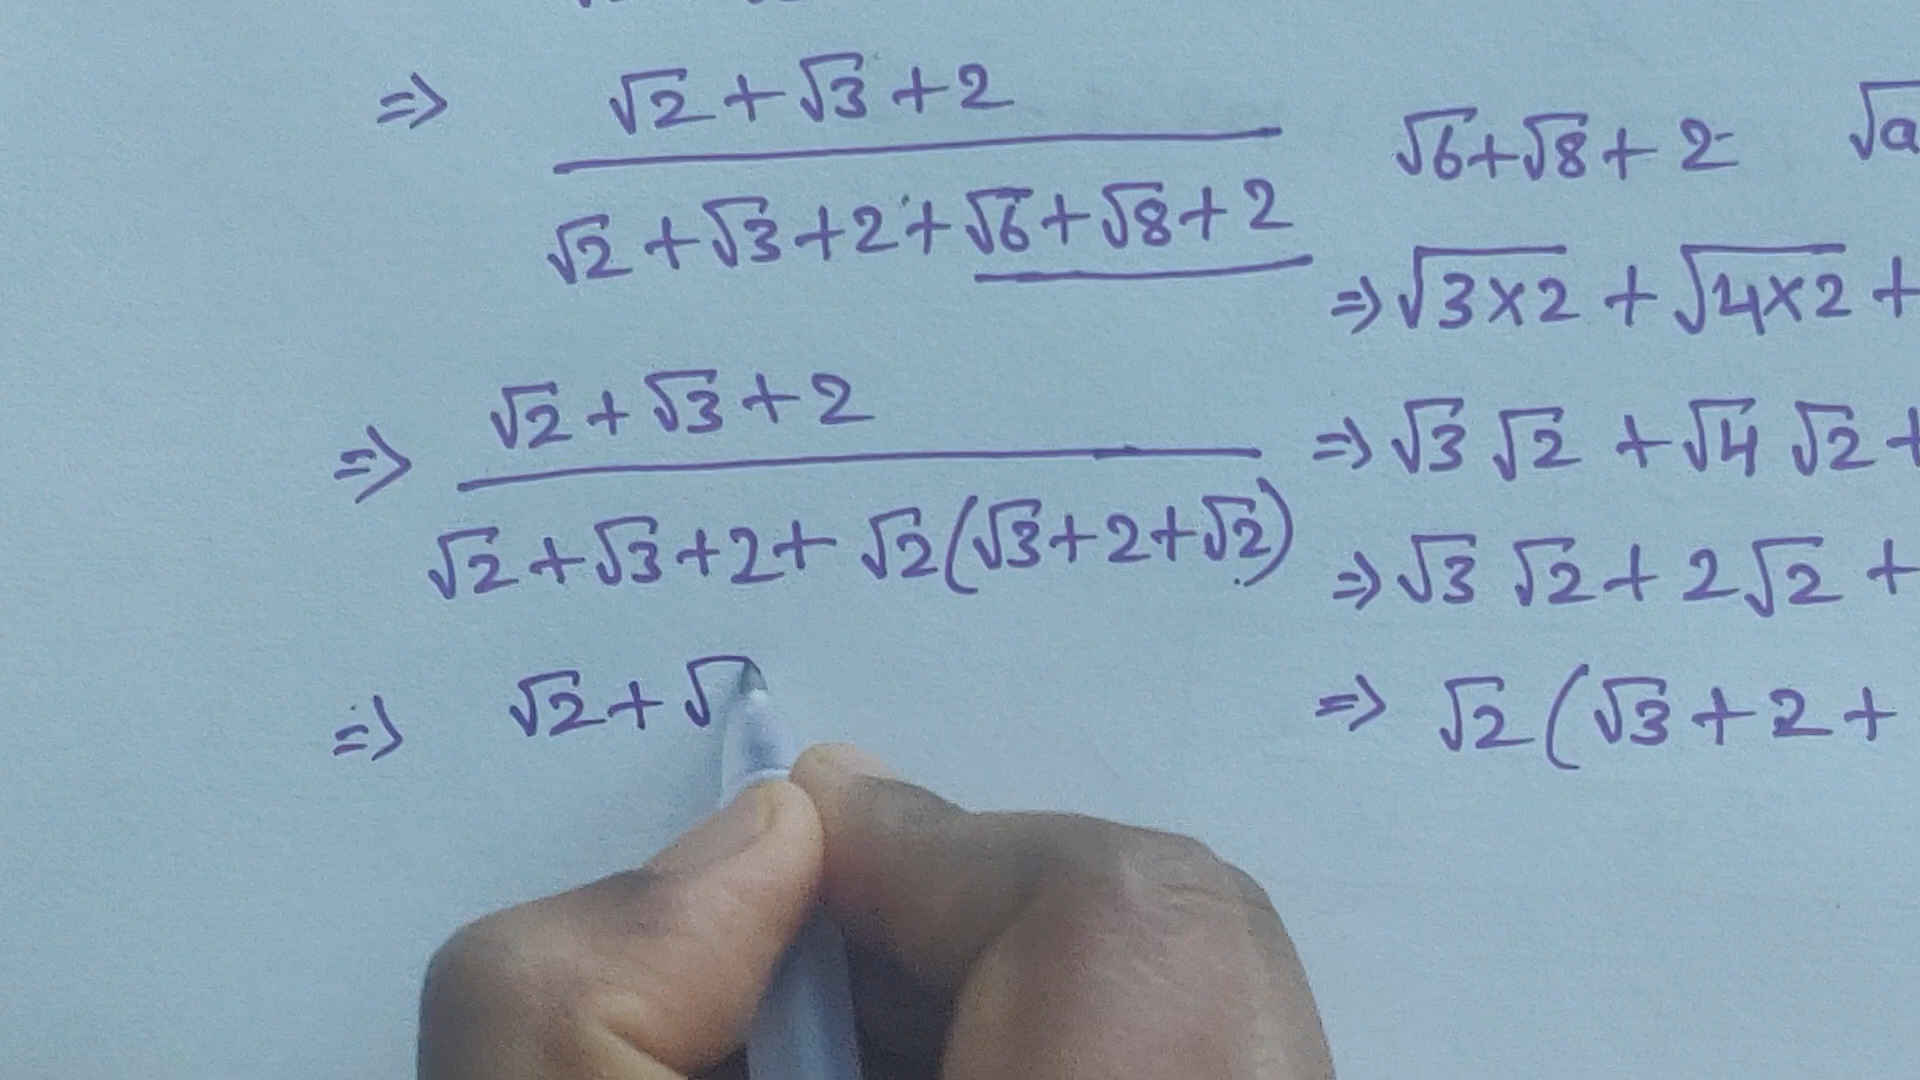 => √2 + √3 + 2
√2 + √3 + 2 + √6 + √8 + 2
=> √2 + √3 + 2
√2 + √3 + 2 + √2(√3 + 2 + √2)
=> √2 + √
√6 + √8 + 2 √a
=> √3×2 + √4×2 +
=> √3 √2 + √4 √2 +
=> √3 √2 + 2√2 +
=> √2 (√3 + 2 +